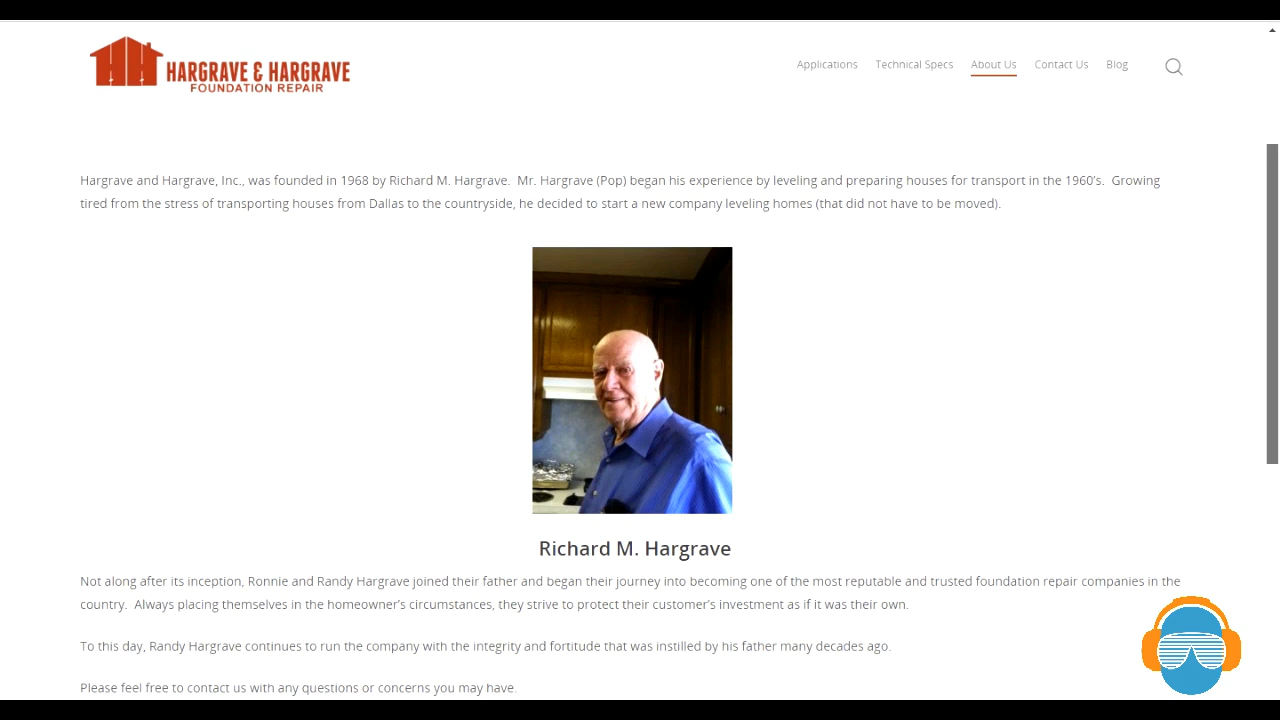 HARGRAVE & HARGRAVE
FOUNDATION REPAIR
Applications Technical Specs About Us Contact Us Blog
Hargrave and Hargrave, Inc., was founded in 1968 by Richard M. Hargrave.  Mr. Hargrave (Pop) began his experience by leveling and preparing houses for transport in the 1960's.  Growing
tired from the stress of transporting houses from Dallas to the countryside, he decided to start a new company leveling homes (that did not have to be moved).
Richard M. Hargrave
Not along after its inception, Ronnie and Randy Hargrave joined their father and began their journey into becoming one of the most reputable and trusted foundation repair companies in the
country.  Always placing themselves in the homeowner's circumstances, they strive to protect their customer's investment as if it was their own.
To this day, Randy Hargrave continues to run the company with the integrity and fortitude that was instilled by his father many decades ago.
Please feel free to contact us with any questions or concerns you may have.